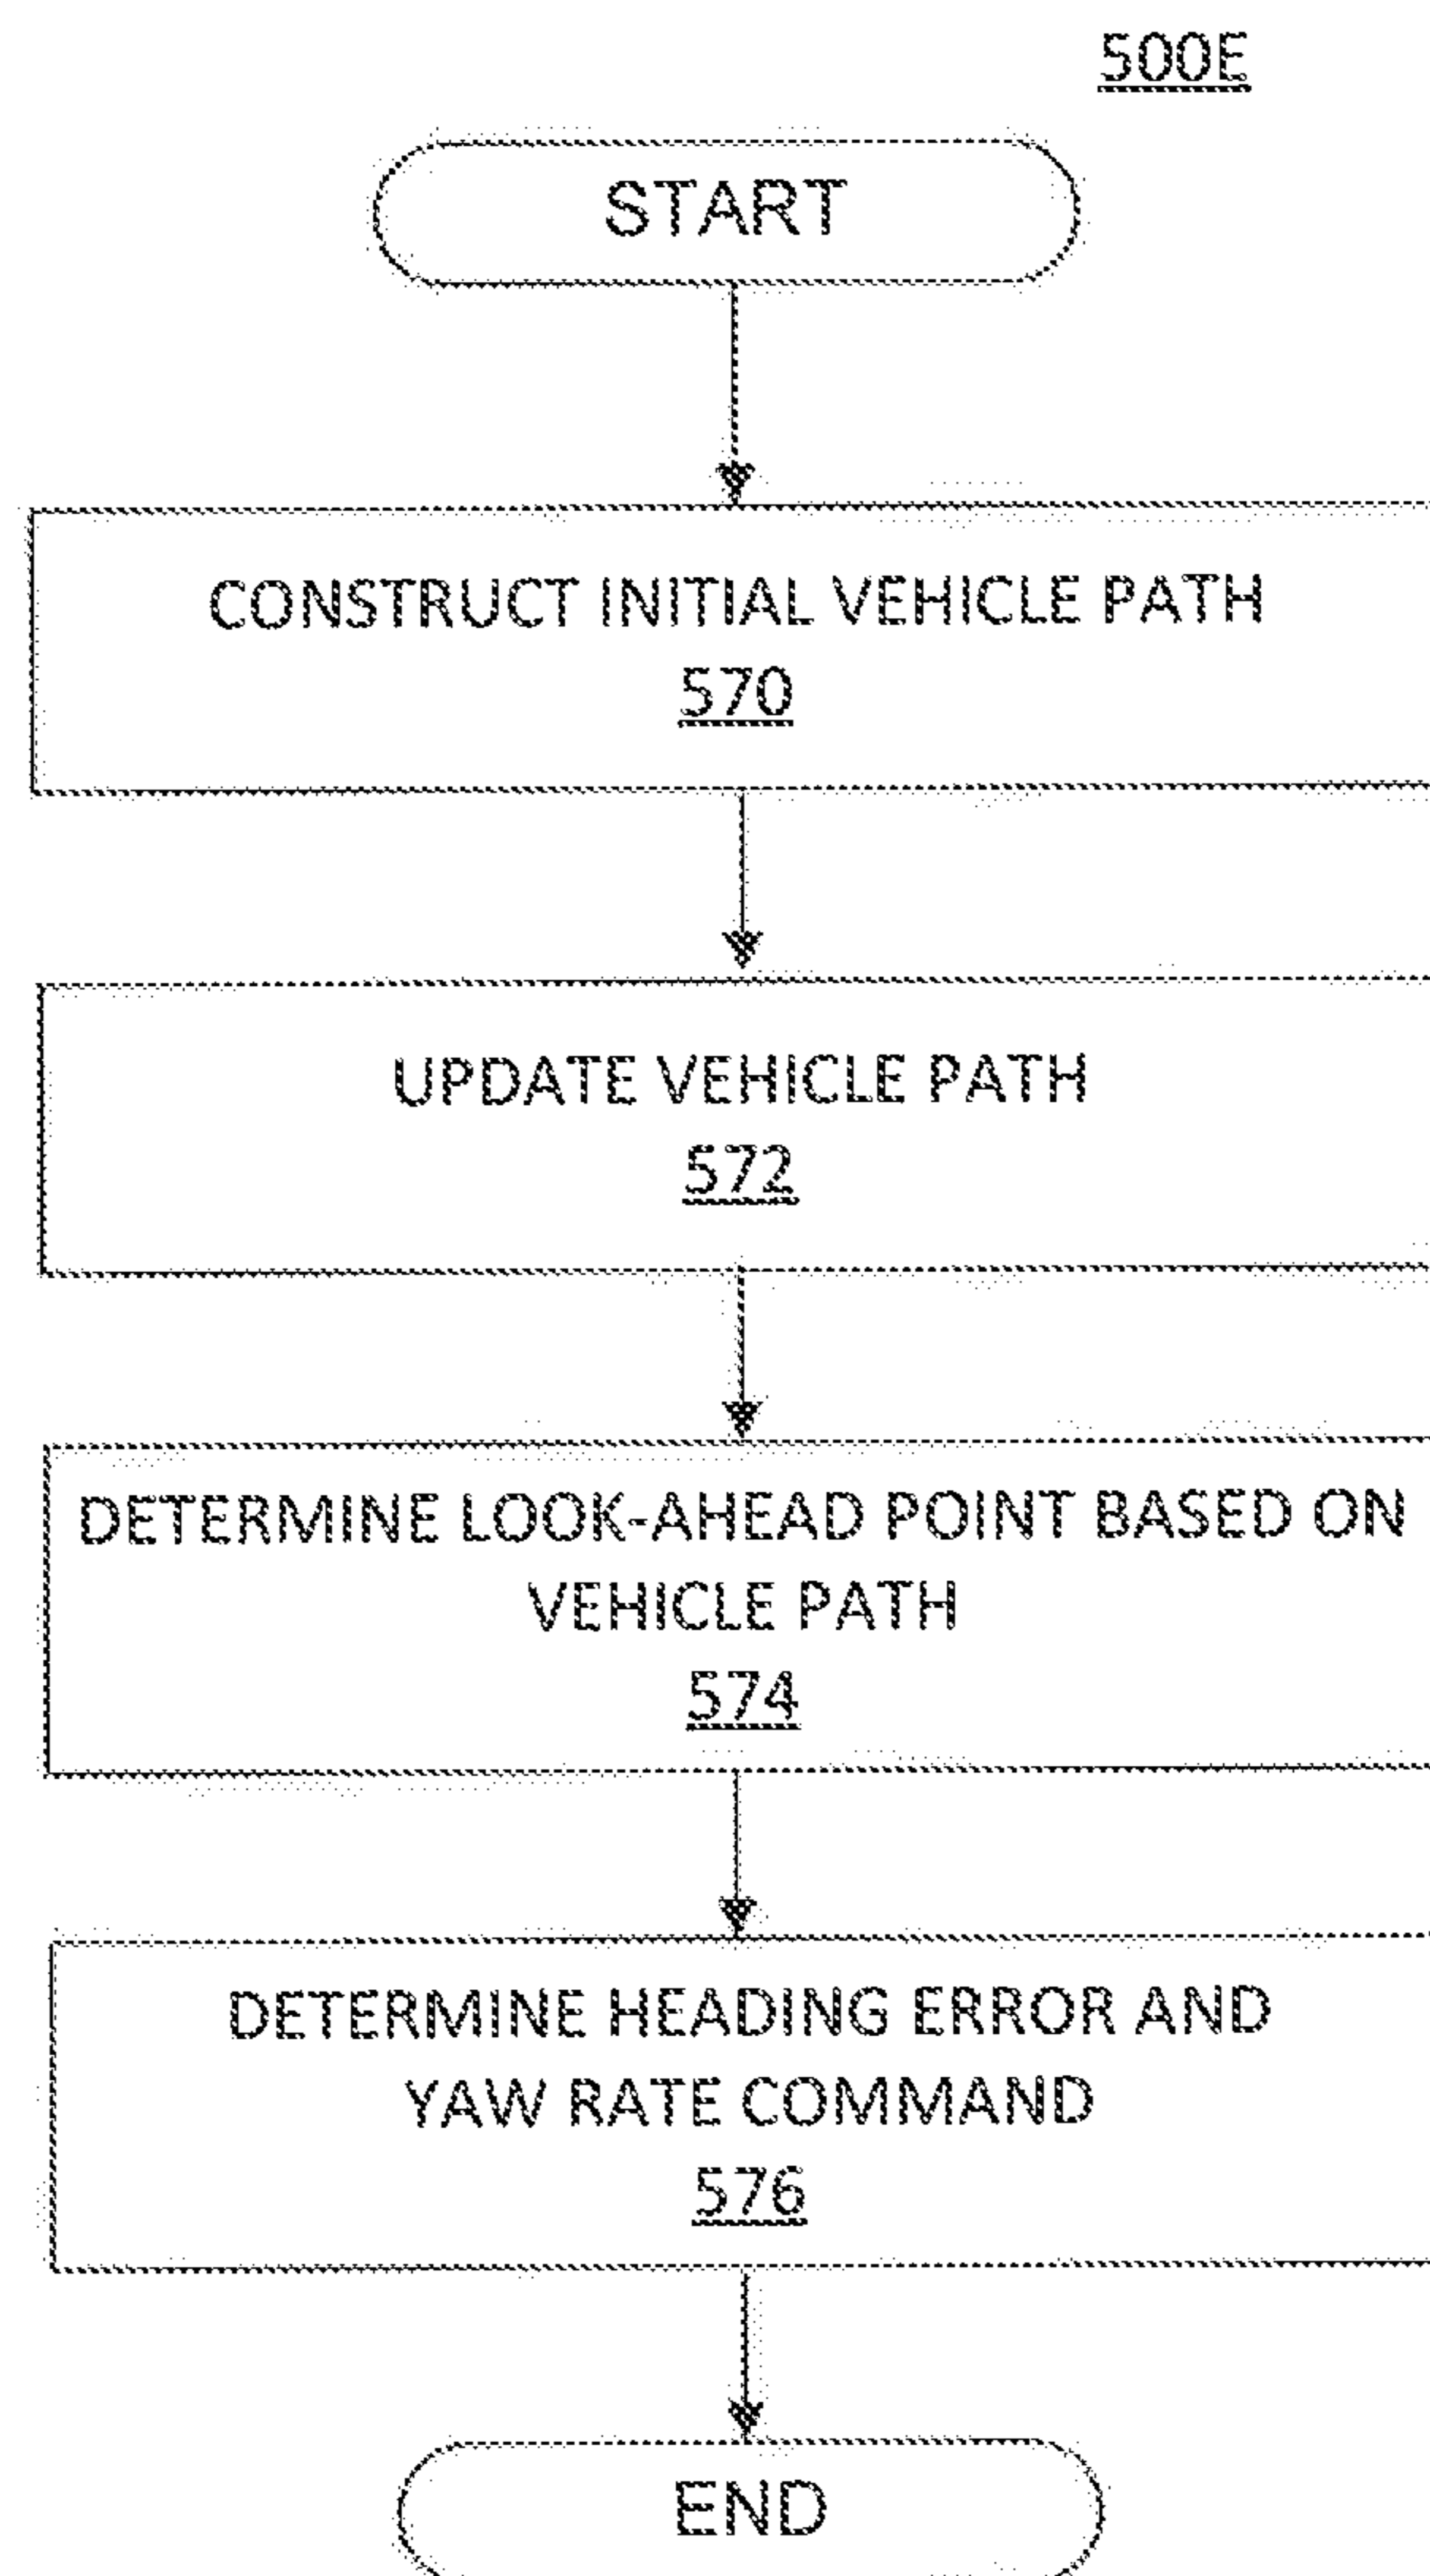 500E
START
CONSTRUCT INITIAL VEHICLE PATH
570
UPDATE VEHICLE PATH
572
DETERMINE LOOK-AHEAD POINT BASED ON
VEHICLE PATH
574
DETERMINE HEADING ERROR AND
YAW RATE COMMAND
576
END